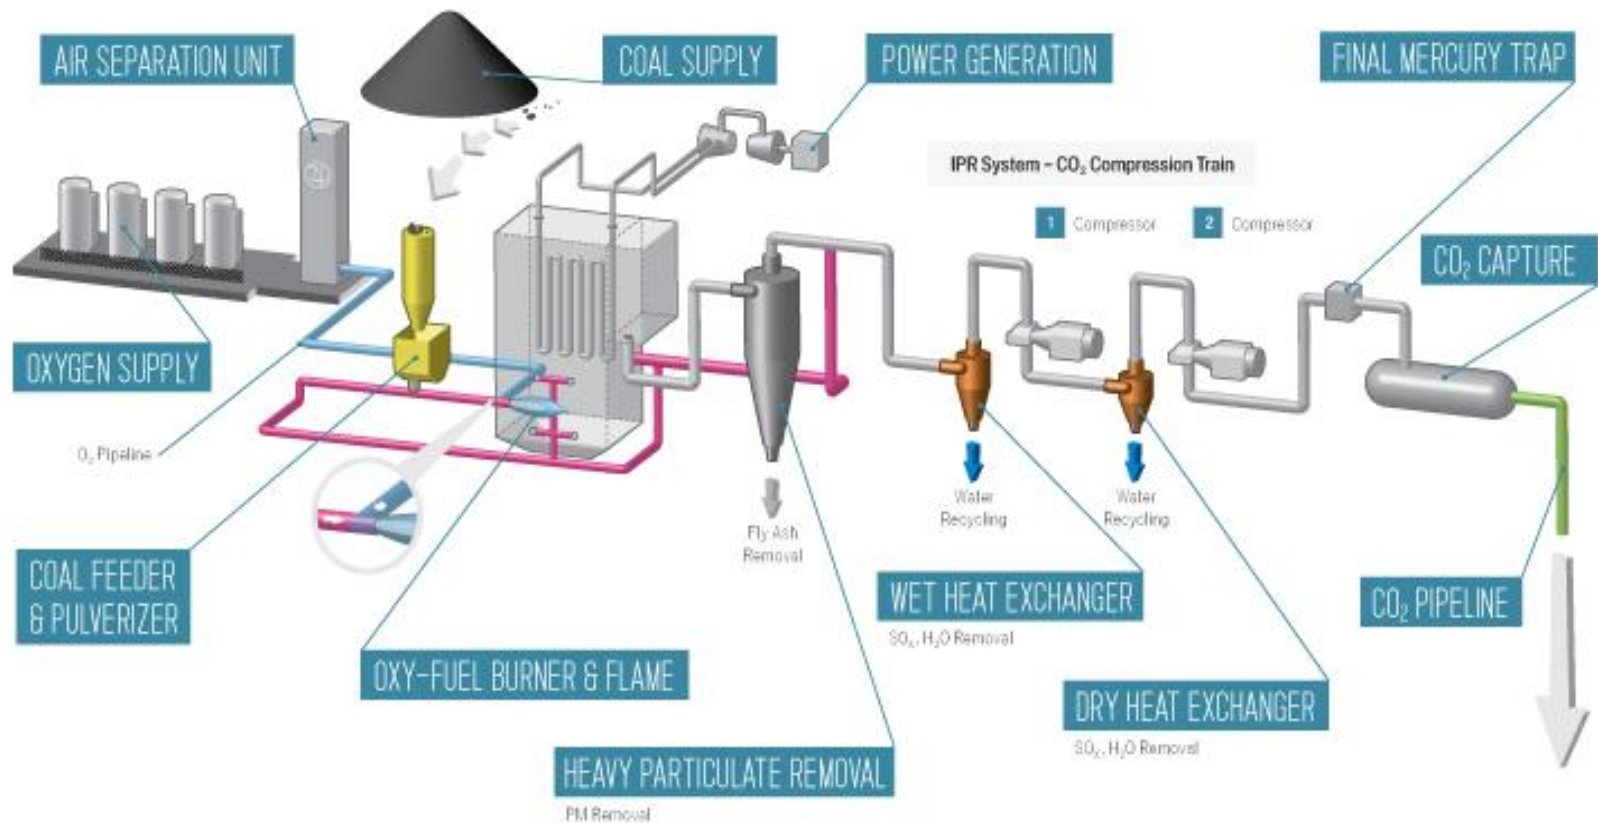 AIR SEPARATION UNIT
COAL SUPPLY
POWER GENERATION
FINAL MERCURY TRAP
IPR System – CO₂ Compression Train
1 Compressor
2 Compressor
CO₂ CAPTURE
OXYGEN SUPPLY
O₂ Pipeline
Fly Ash
Removal
Water
Recycling
Water
Recycling
COAL FEEDER
& PULVERIZER
WET HEAT EXCHANGER
SOₓ, H₂O Removal
CO₂ PIPELINE
OXY-FUEL BURNER & FLAME
DRY HEAT EXCHANGER
SOₓ, H₂O Removal
HEAVY PARTICULATE REMOVAL
PM Removal